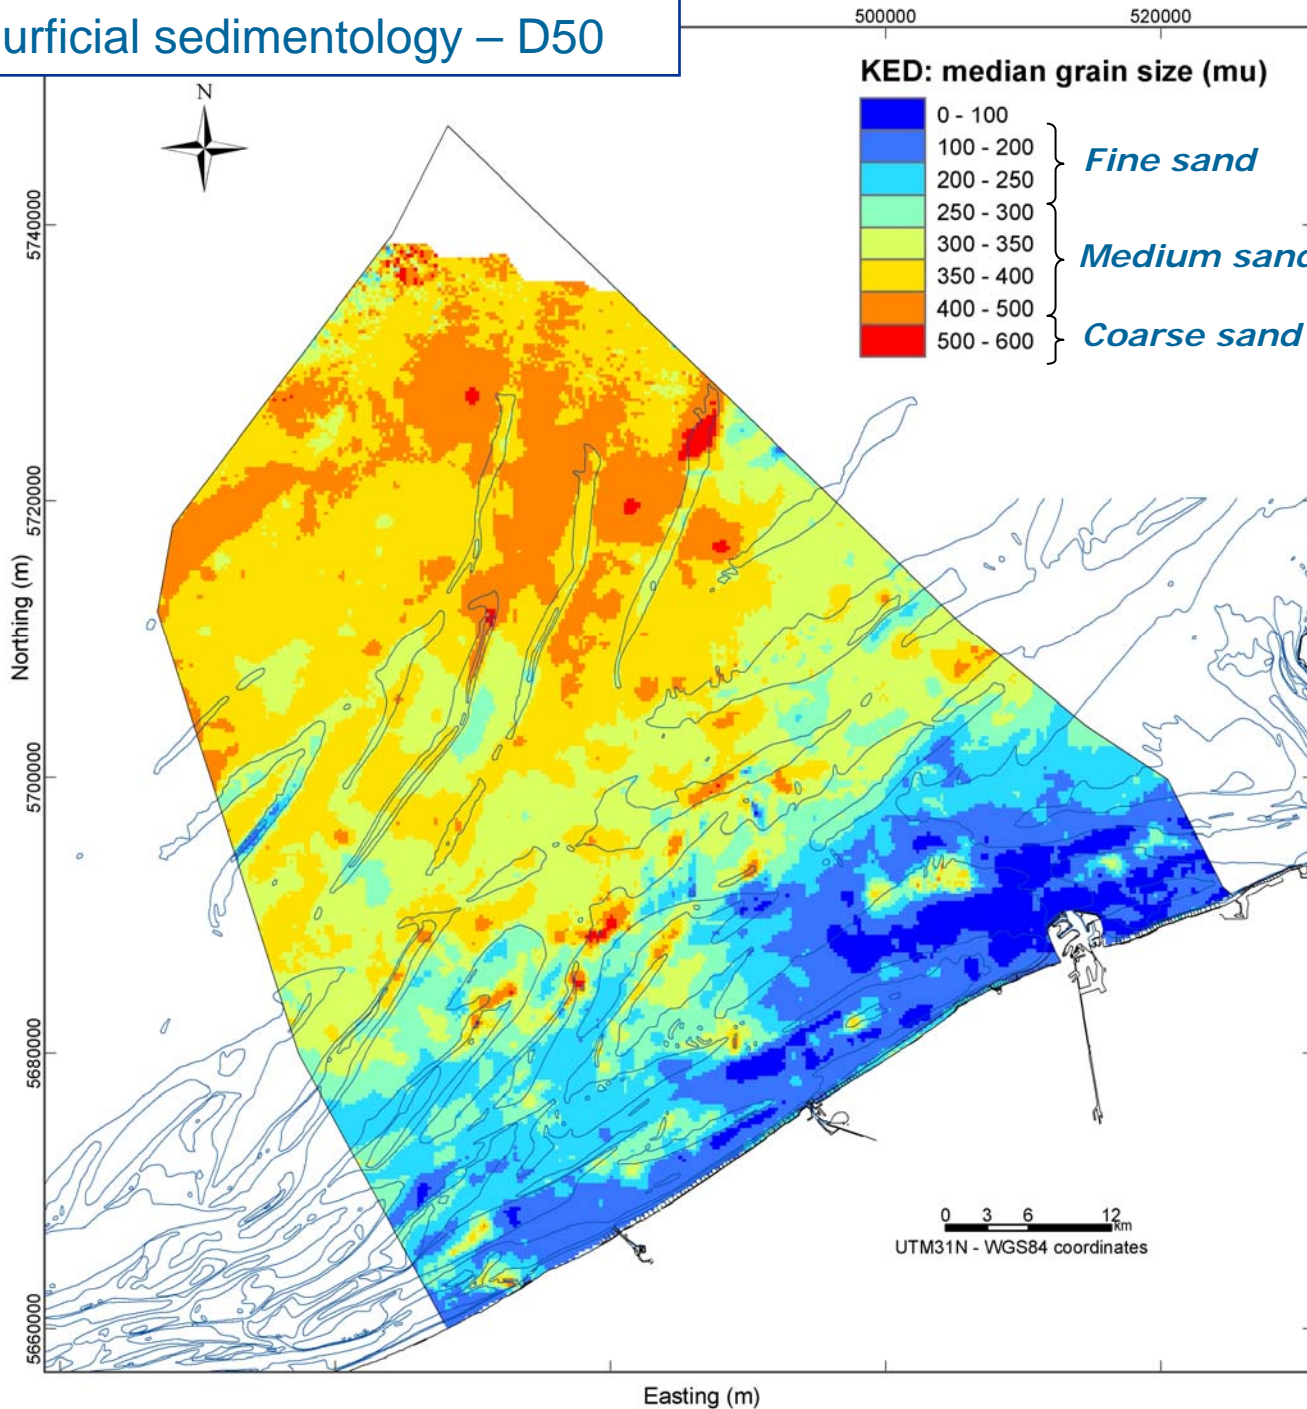 urficial sedimentology – D50
500000
520000
KED: median grain size (mu)
0 - 100
100 - 200
200 - 250
250 - 300
300 - 350
350 - 400
400 - 500
500 - 600
Fine sand
Medium sand
Coarse sand
N
5740000
5720000
5700000
5680000
5660000
Northing (m)
0 3 6 12
km
UTM31N - WGS84 coordinates
Easting (m)